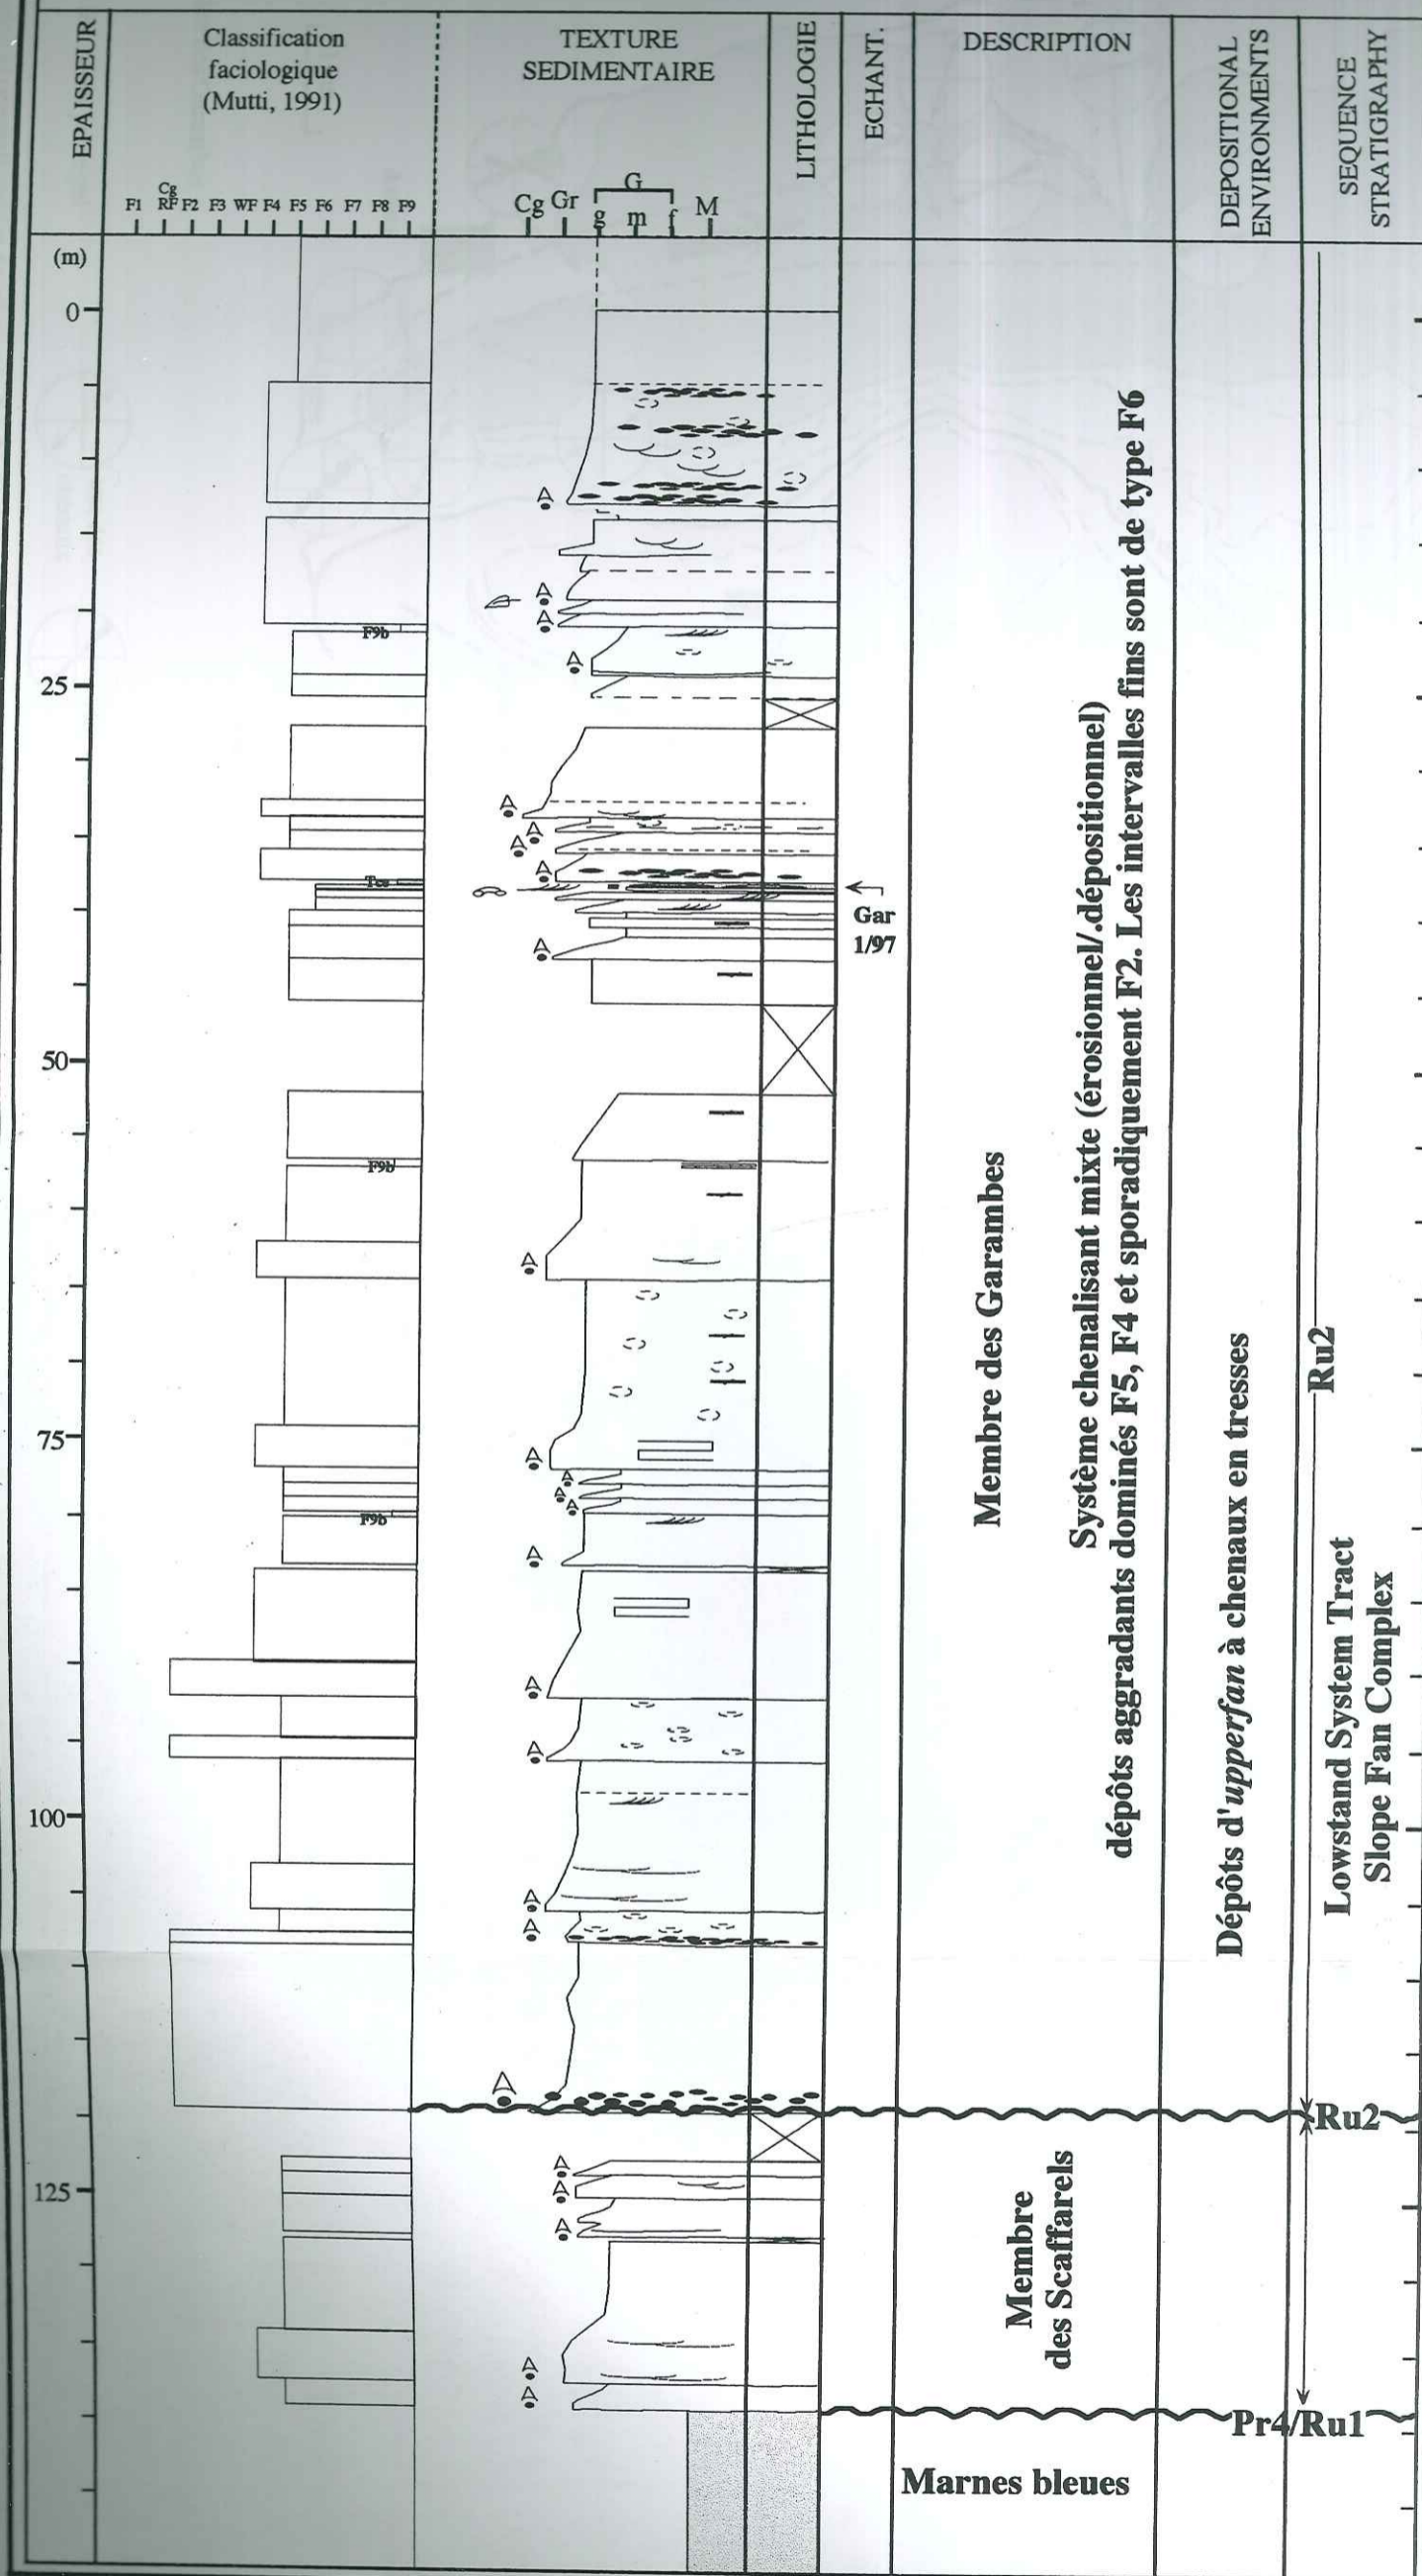 EPAISSEUR
Classification
faciologique
(Mutti, 1991)
TEXTURE
SEDIMENTAIRE
LITHOLOGIE
ECHANT.
DESCRIPTION
DEPOSITIONAL
ENVIRONMENTS
SEQUENCE
STRATIGRAPHY
Cg
F1 RF F2 F3 WF F4 F5 F6 F7 F8 F9
G
Cg Gr g m f M
(m)
0
F9b
25
Tce
Gar
1/97
50
F9b
75
F9b
100
125
Membre des Garambes
Système chenalisant mixte (érosionnel/.dépositionnel)
dépôts aggradants dominés F5, F4 et sporadiquement F2. Les intervalles fins sont de type F6
Dépôts d'upperfan à chenaux en tresses
Ru2
Lowstand System Tract
Slope Fan Complex
Ru2
Membre
des Scaffarels
Pr4/Ru1
Marnes bleues